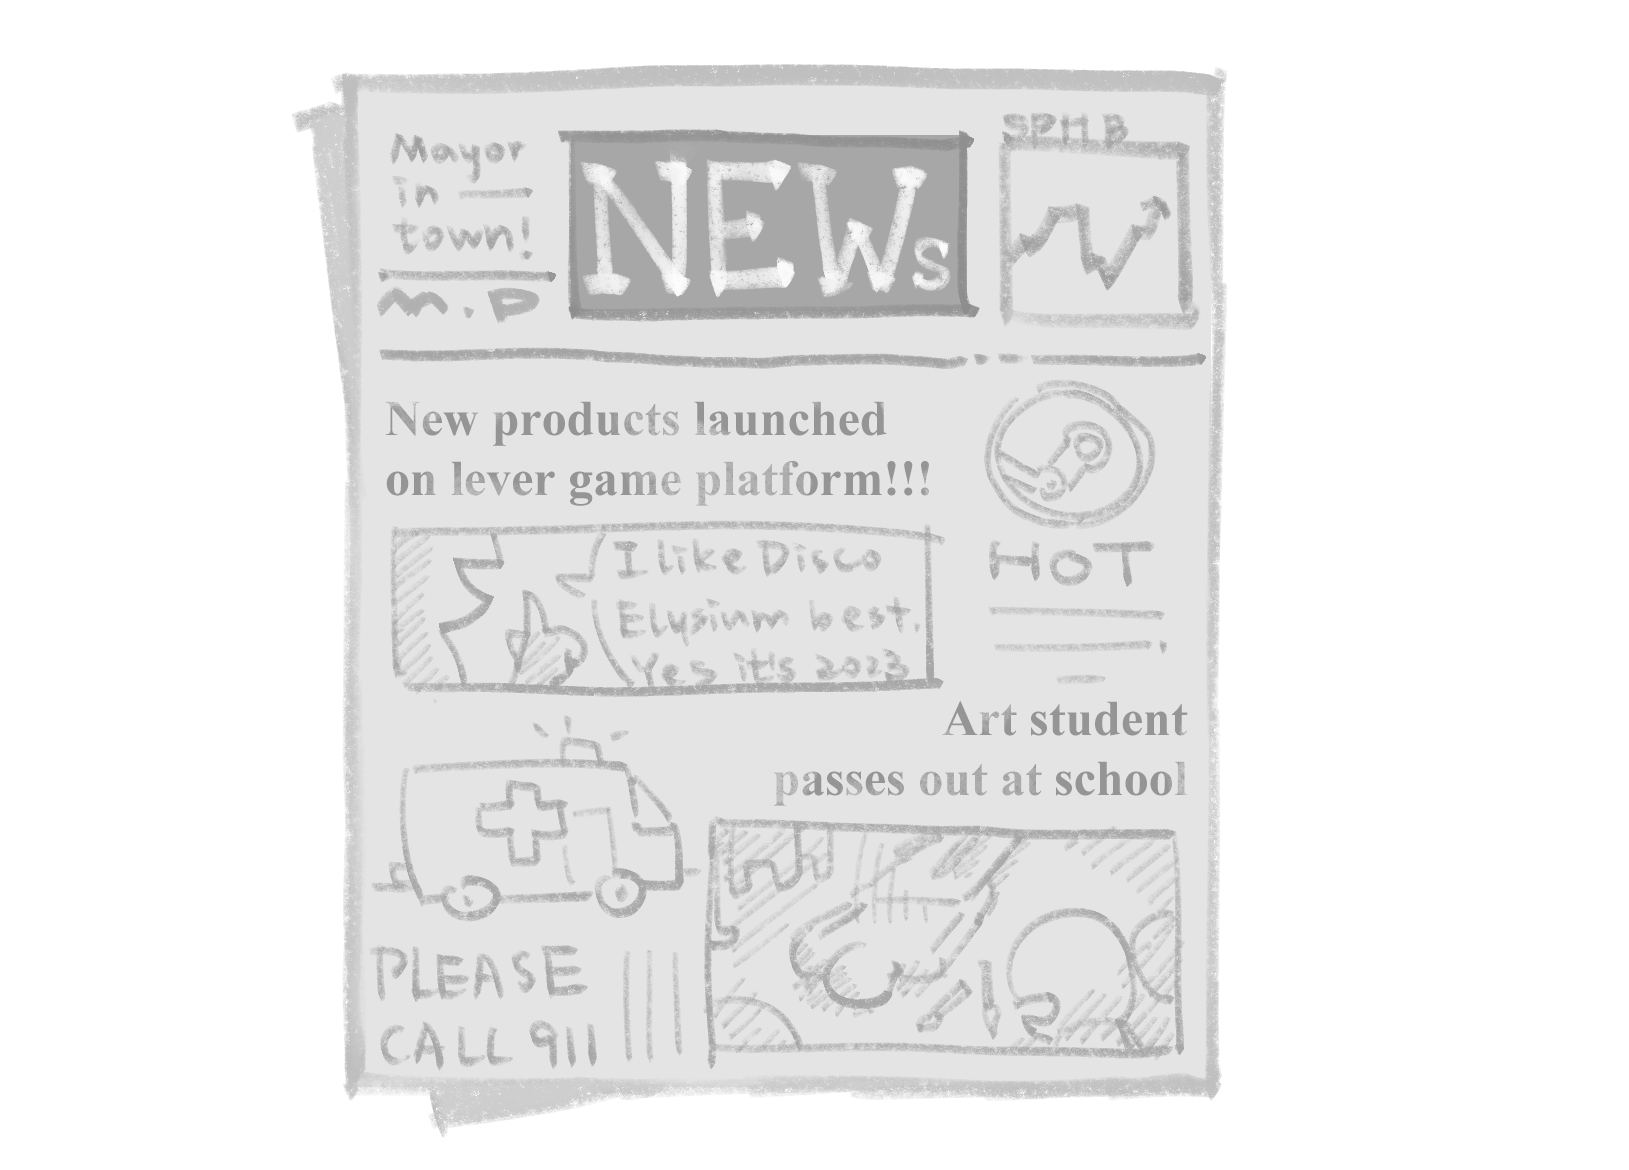 Mayor
in
town!
M.P
NEWs
SPH.B
New products launched
on lever game platform!!!
I like Disco
Elysium best.
Yes it's 2023
HOT
Art student
passes out at school
PLEASE
CALL 911